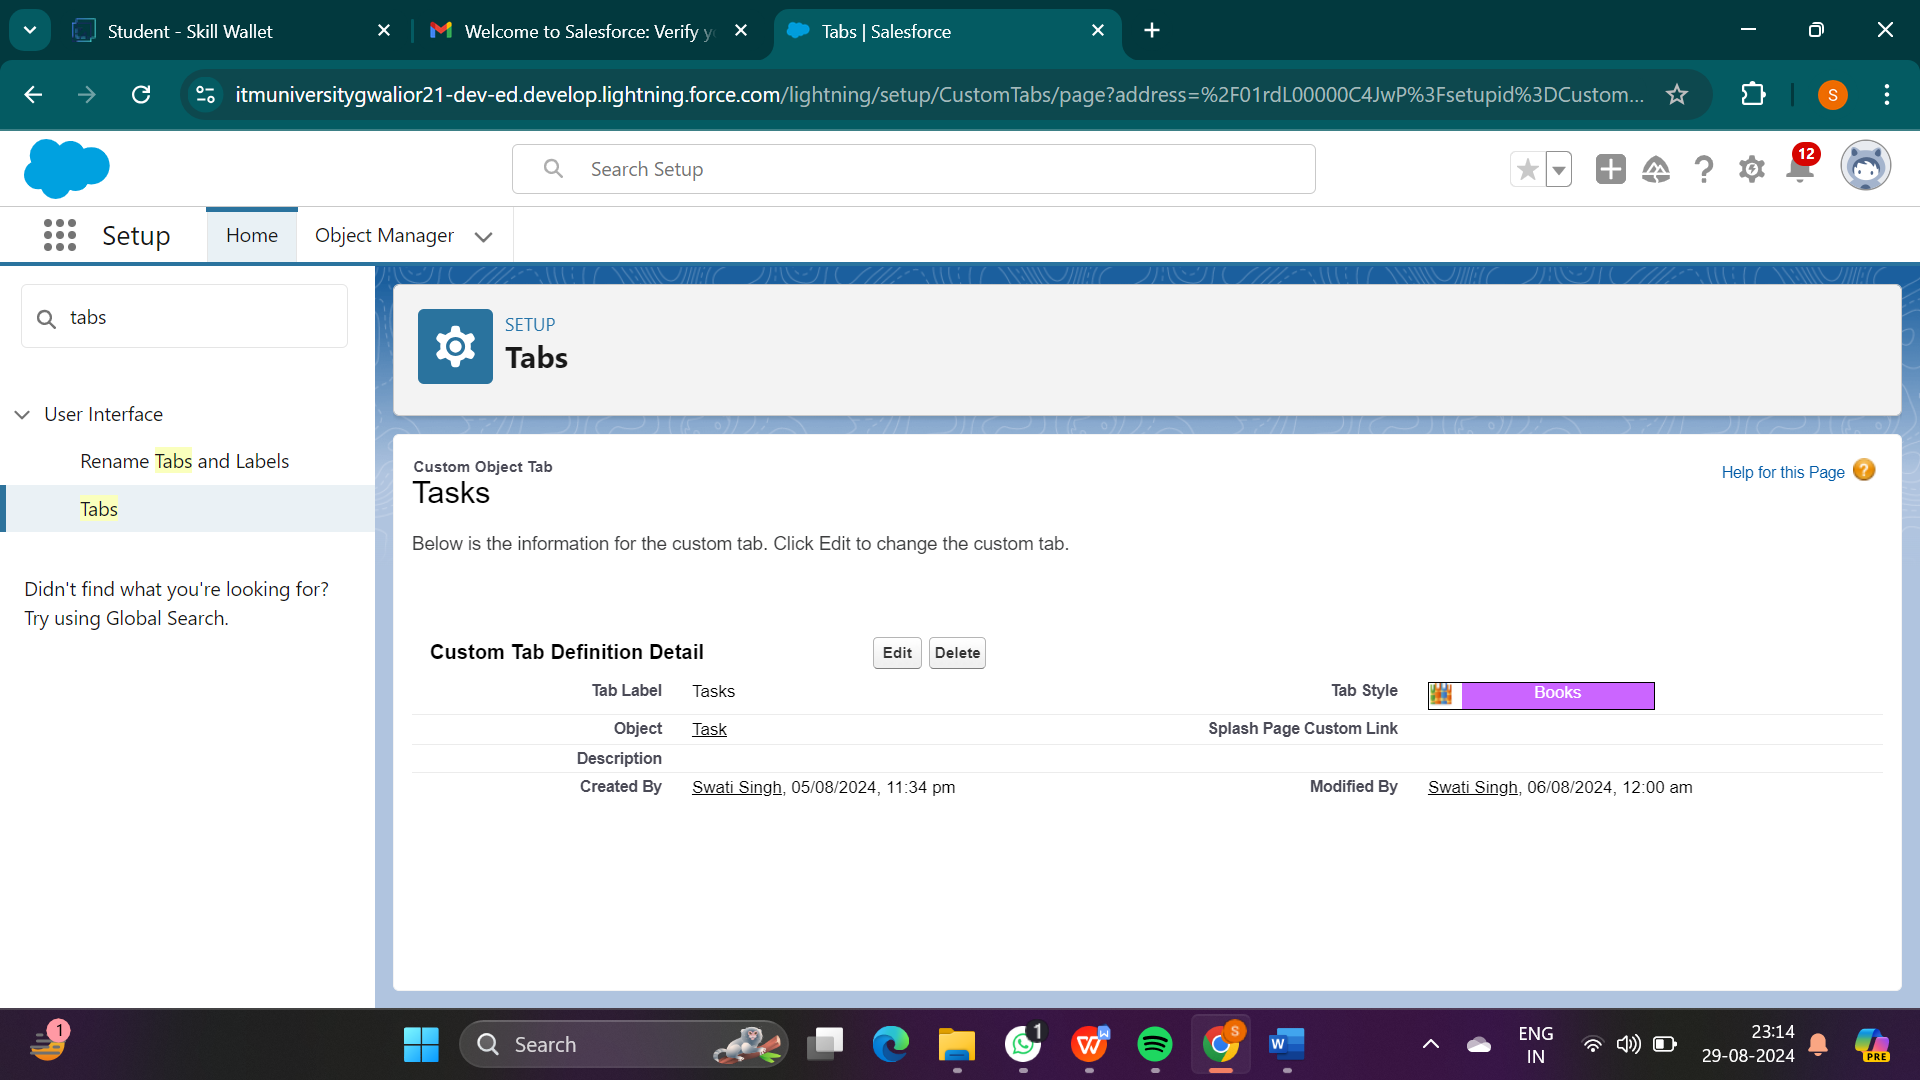 Student - Skill Wallet
Welcome to Salesforce: Verify y
Tabs | Salesforce
itmuniversitygwalior21-dev-ed.develop.lightning.force.com/lightning/setup/CustomTabs/page?address=%2F01rdL00000C4JwP%3Fsetupid%3DCustom...
S
Search Setup
12
Setup
Home
Object Manager
tabs
User Interface
Rename Tabs and Labels
Tabs
Didn't find what you're looking for?
Try using Global Search.
SETUP
Tabs
Custom Object Tab
Tasks
Help for this Page ?
Below is the information for the custom tab. Click Edit to change the custom tab.
Custom Tab Definition Detail
Edit
Delete
Tab Label Tasks
Tab Style Books
Object Task
Splash Page Custom Link
Description
Created By Swati Singh, 05/08/2024, 11:34 pm
Modified By Swati Singh, 06/08/2024, 12:00 am
1
Search
1
W
S
W
ENG
IN
23:14
29-08-2024
PRE